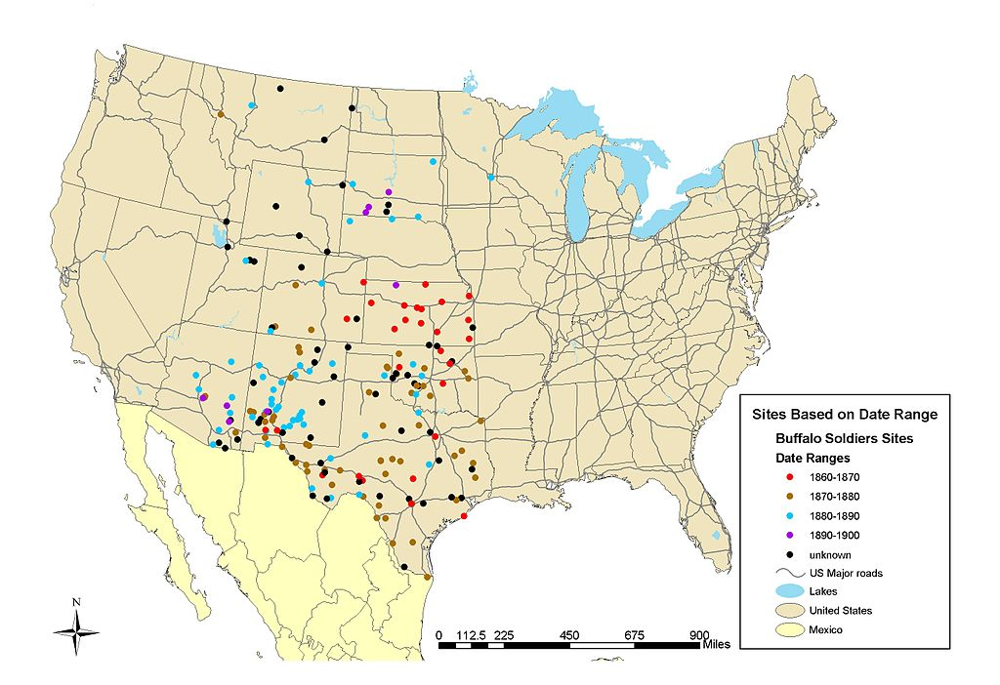 Sites Based on Date Range
Buffalo Soldiers Sites
Date Ranges
1860-1870
1870-1880
1880-1890
1890-1900
unknown
US Major roads
Lakes
United States
Mexico
N
0 112.5 225 450 675 900
Miles